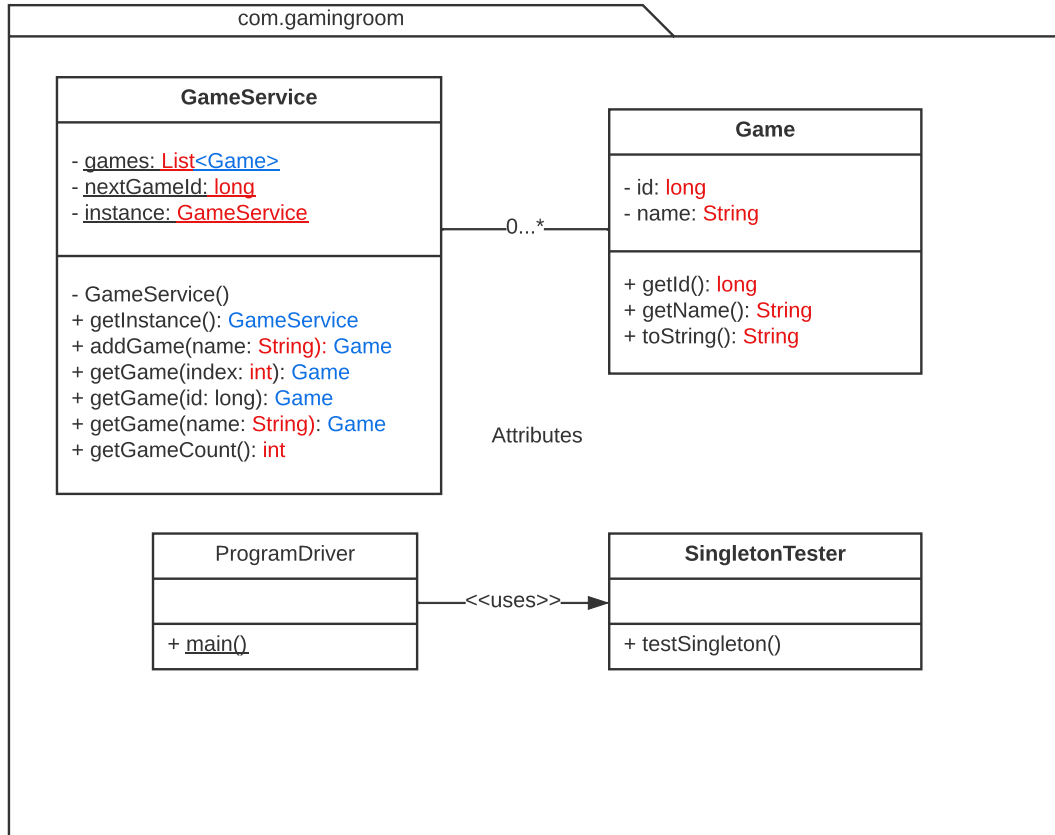 com.gamingroom
GameService
- games: List<Game>
- nextGameId: long
- instance: GameService
- GameService()
+ getInstance(): GameService
+ addGame(name: String): Game
+ getGame(index: int): Game
+ getGame(id: long): Game
+ getGame(name: String): Game
+ getGameCount(): int
0...*
Game
- id: long
- name: String
+ getId(): long
+ getName(): String
+ toString(): String
Attributes
ProgramDriver
+ main()
<<uses>>
SingletonTester
+ testSingleton()